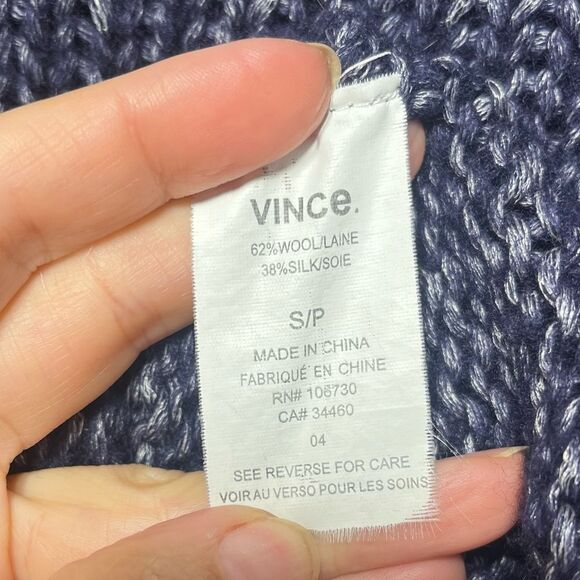 VINCe.
62%WOOL/LAINE
38%SILK/SOIE
S/P
MADE IN CHINA
FABRIQUÉ EN CHINE
RN# 106730
CA# 34460
04
SEE REVERSE FOR CARE
VOIR AU VERSO POUR LES SOINS